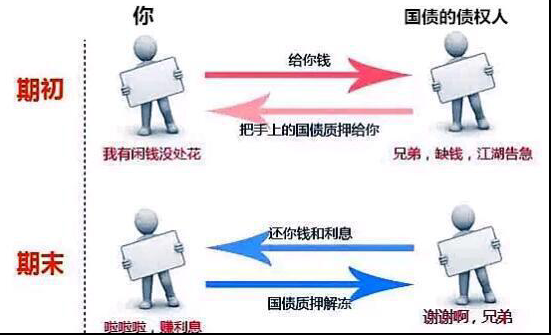 你
国债的债权人
期初
给你钱
把手上的国债质押给你
我有闲钱没处花
兄弟，缺钱，江湖告急
期末
还你钱和利息
国债质押解冻
啦啦啦，赚利息
谢谢啊，兄弟